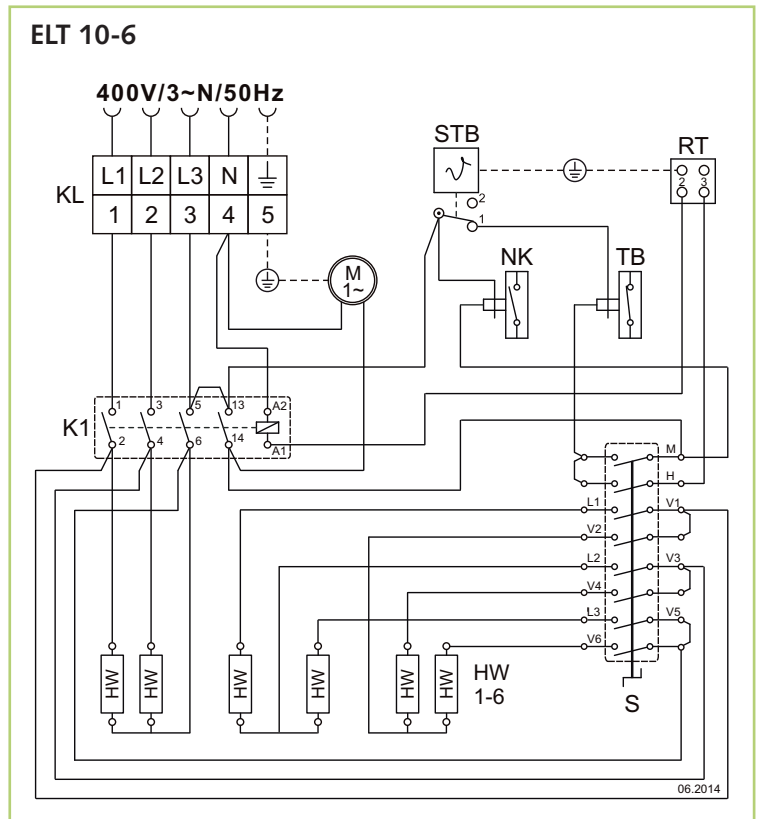 ELT 10-6
400V/3~N/50Hz
STB
RT
KL
L1 L2 L3 N
1 2 3 4 5
2
1
2 3
M
1~
NK
TB
K1
1 3 5 13 A2
2 4 6 14 A1
M
H
L1 V1
V2
L2 V3
V4
L3 V5
V6
HW HW HW HW HW HW
HW
1-6
S
06.2014